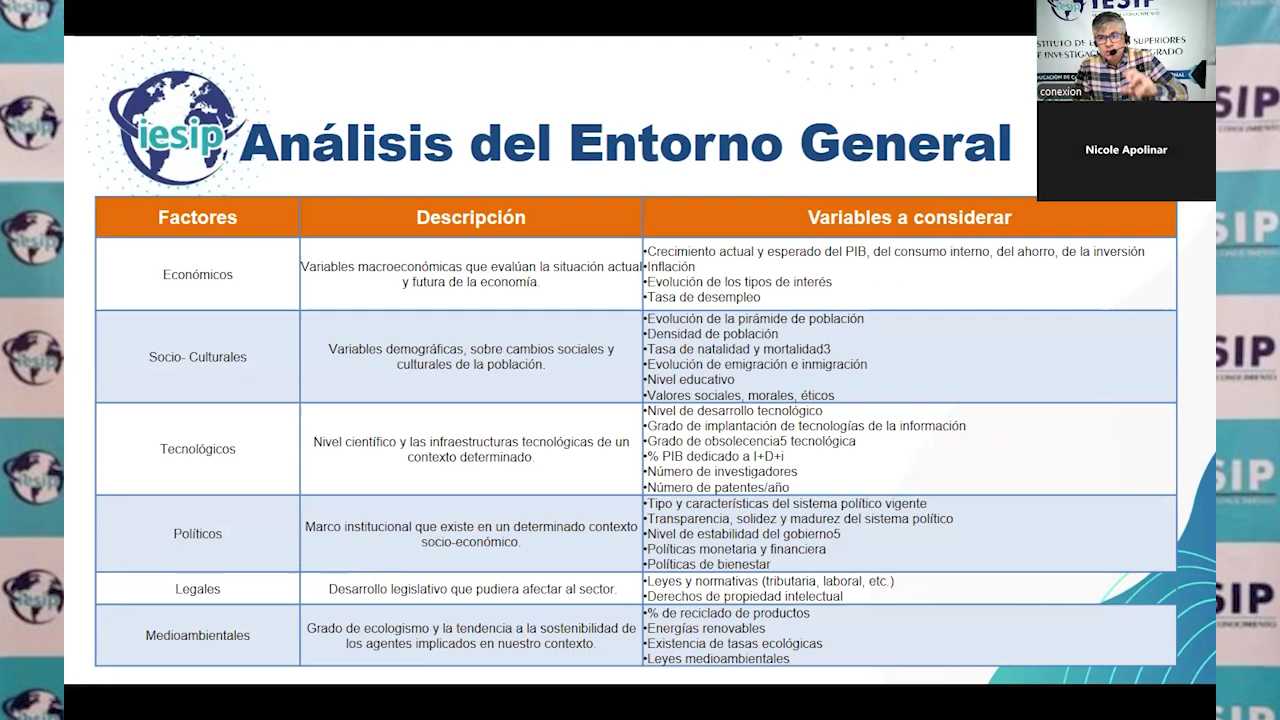 iesip
Análisis del Entorno General
Factores
Descripción
Variables a considerar
Económicos
Variables macroeconómicas que evalúan la situación actual
y futura de la economía.
•Crecimiento actual y esperado del PIB, del consumo interno, del ahorro, de la inversión
•Inflación
•Evolución de los tipos de interés
•Tasa de desempleo
Socio- Culturales
Variables demográficas, sobre cambios sociales y
culturales de la población.
•Evolución de la pirámide de población
•Densidad de población
•Tasa de natalidad y mortalidad3
•Evolución de emigración e inmigración
•Nivel educativo
•Valores sociales, morales, éticos
Tecnológicos
Nivel científico y las infraestructuras tecnológicas de un
contexto determinado.
•Nivel de desarrollo tecnológico
•Grado de implantación de tecnologías de la información
•Grado de obsolecencia5 tecnológica
•% PIB dedicado a I+D+i
•Número de investigadores
•Número de patentes/año
Políticos
Marco institucional que existe en un determinado contexto
socio-económico.
•Tipo y características del sistema político vigente
•Transparencia, solidez y madurez del sistema político
•Nivel de estabilidad del gobierno5
•Políticas monetaria y financiera
•Políticas de bienestar
Legales
Desarrollo legislativo que pudiera afectar al sector.
•Leyes y normativas (tributaria, laboral, etc.)
•Derechos de propiedad intelectual
Medioambientales
Grado de ecologismo y la tendencia a la sostenibilidad de
los agentes implicados en nuestro contexto.
•% de reciclado de productos
•Energías renovables
•Existencia de tasas ecológicas
•Leyes medioambientales
IESIP
SUPERIORES
conexion
Nicole Apolinar